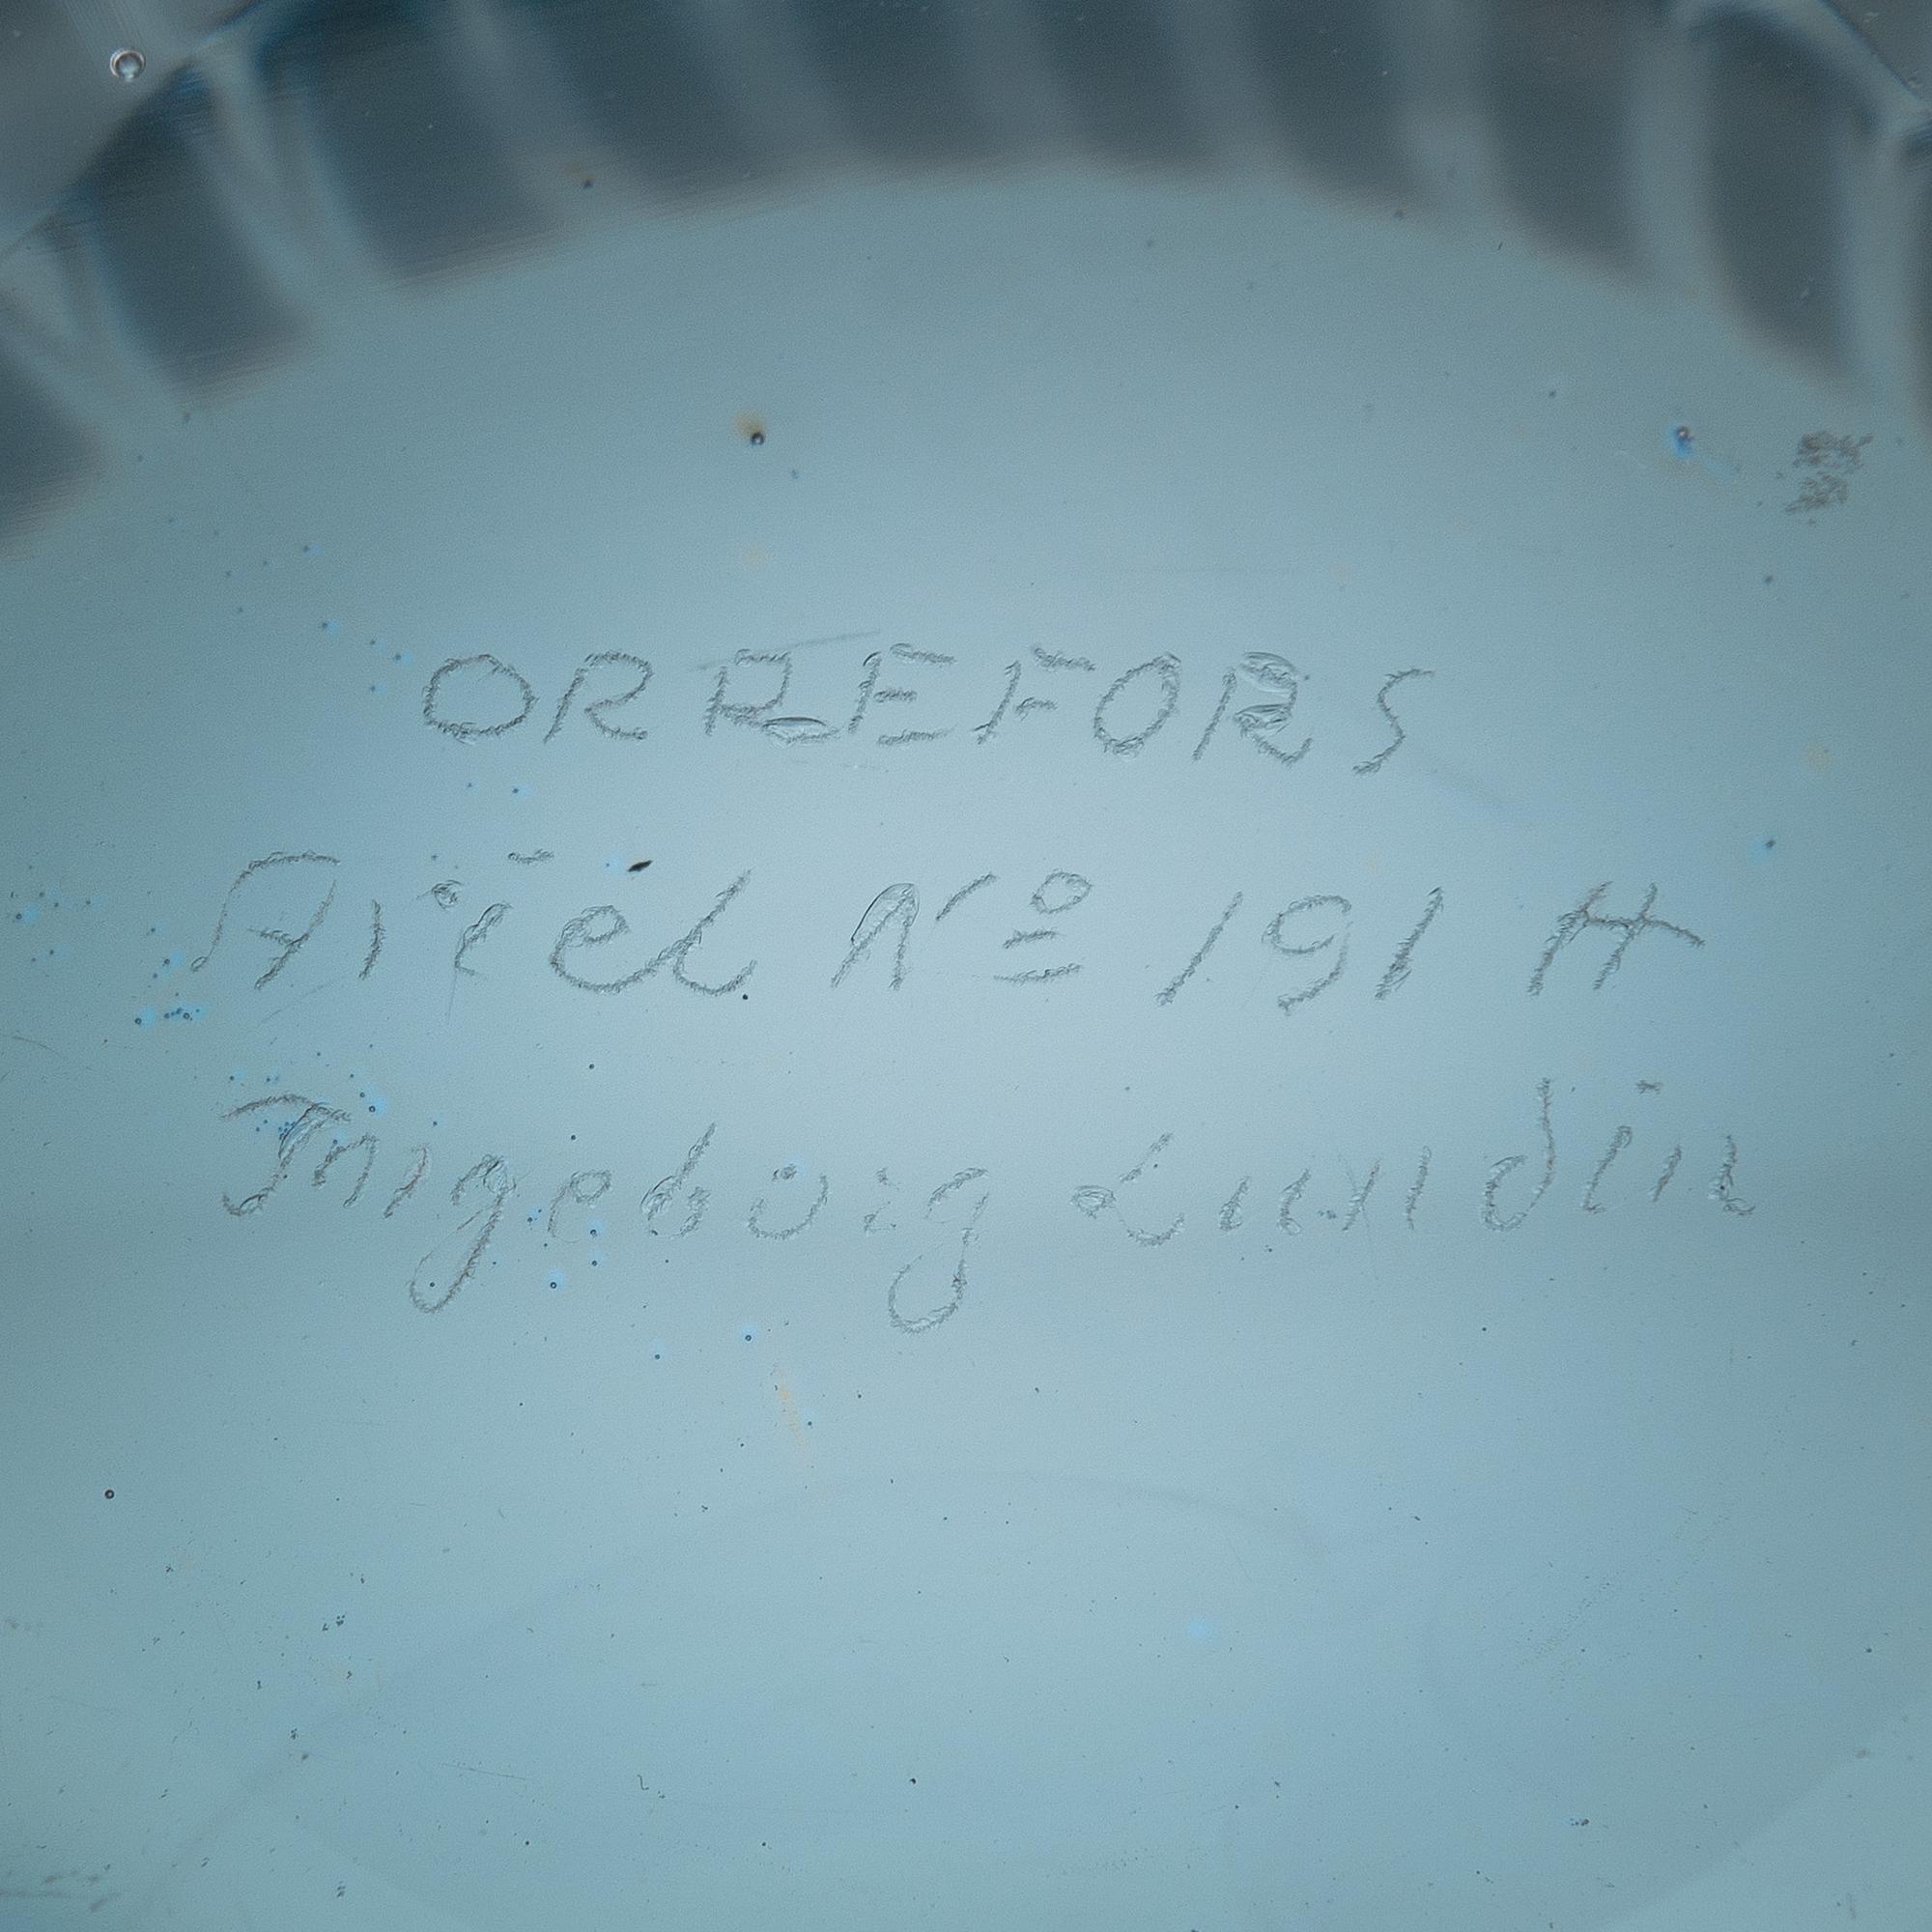 ORREFORS
Ariel Nº 191 H
Ingeborg Lundin